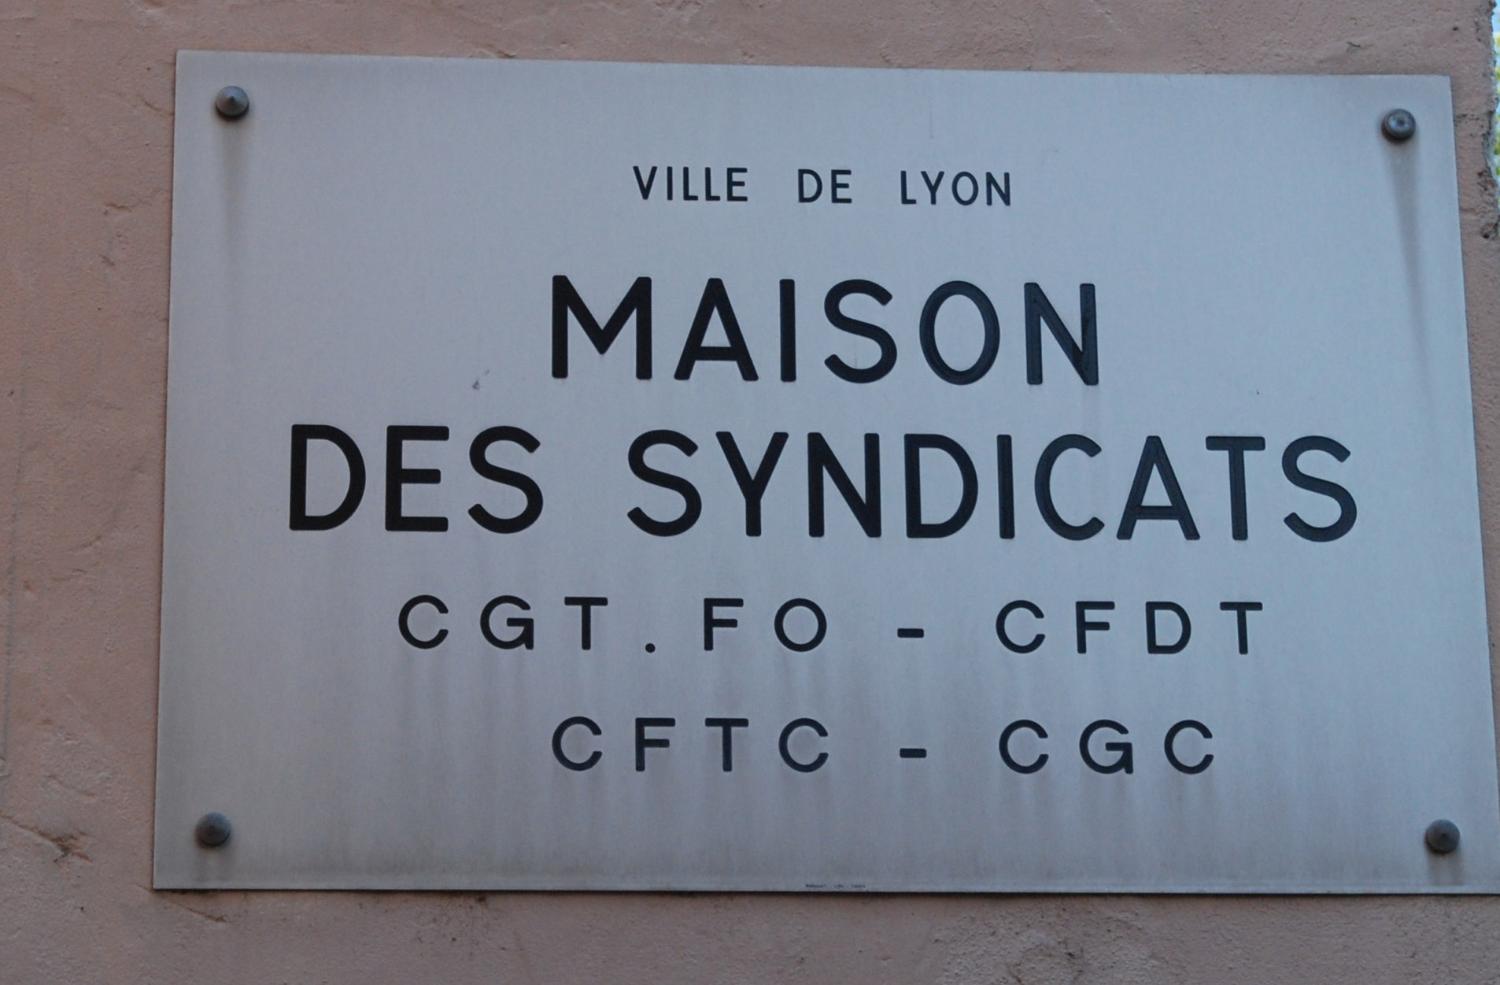 VILLE DE LYON
MAISON
DES SYNDICATS
CGT.FO - CFDT
CFTC - CGC